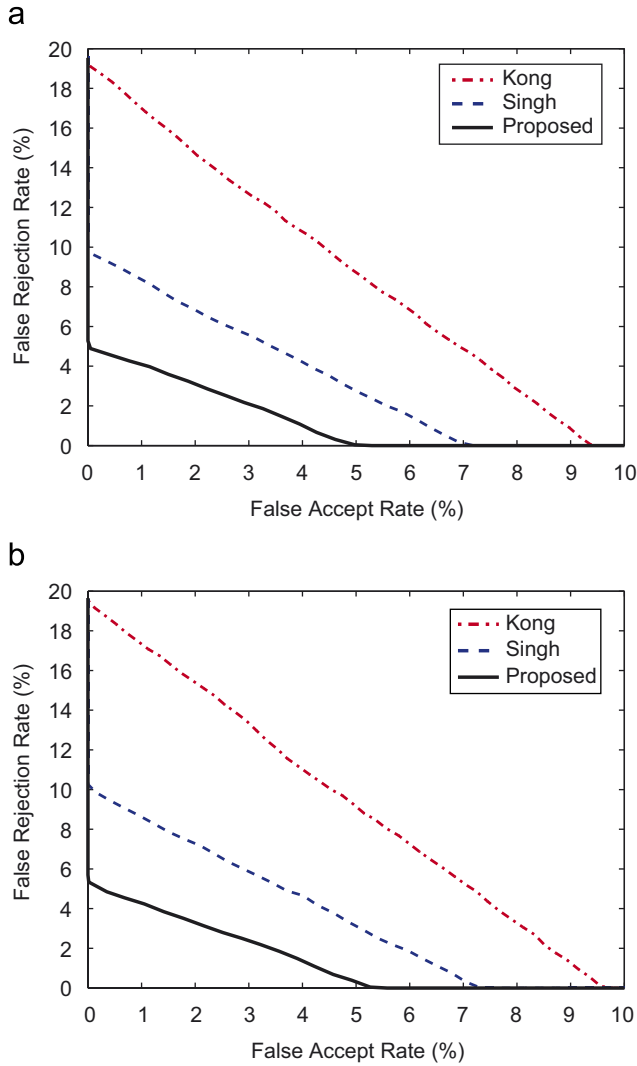 a
20
18
16
14
12
10
8
6
4
2
0
False Rejection Rate (%)
Kong
Singh
Proposed
0 1 2 3 4 5 6 7 8 9 10
False Accept Rate (%)
b
20
18
16
14
12
10
8
6
4
2
0
False Rejection Rate (%)
Kong
Singh
Proposed
0 1 2 3 4 5 6 7 8 9 10
False Accept Rate (%)